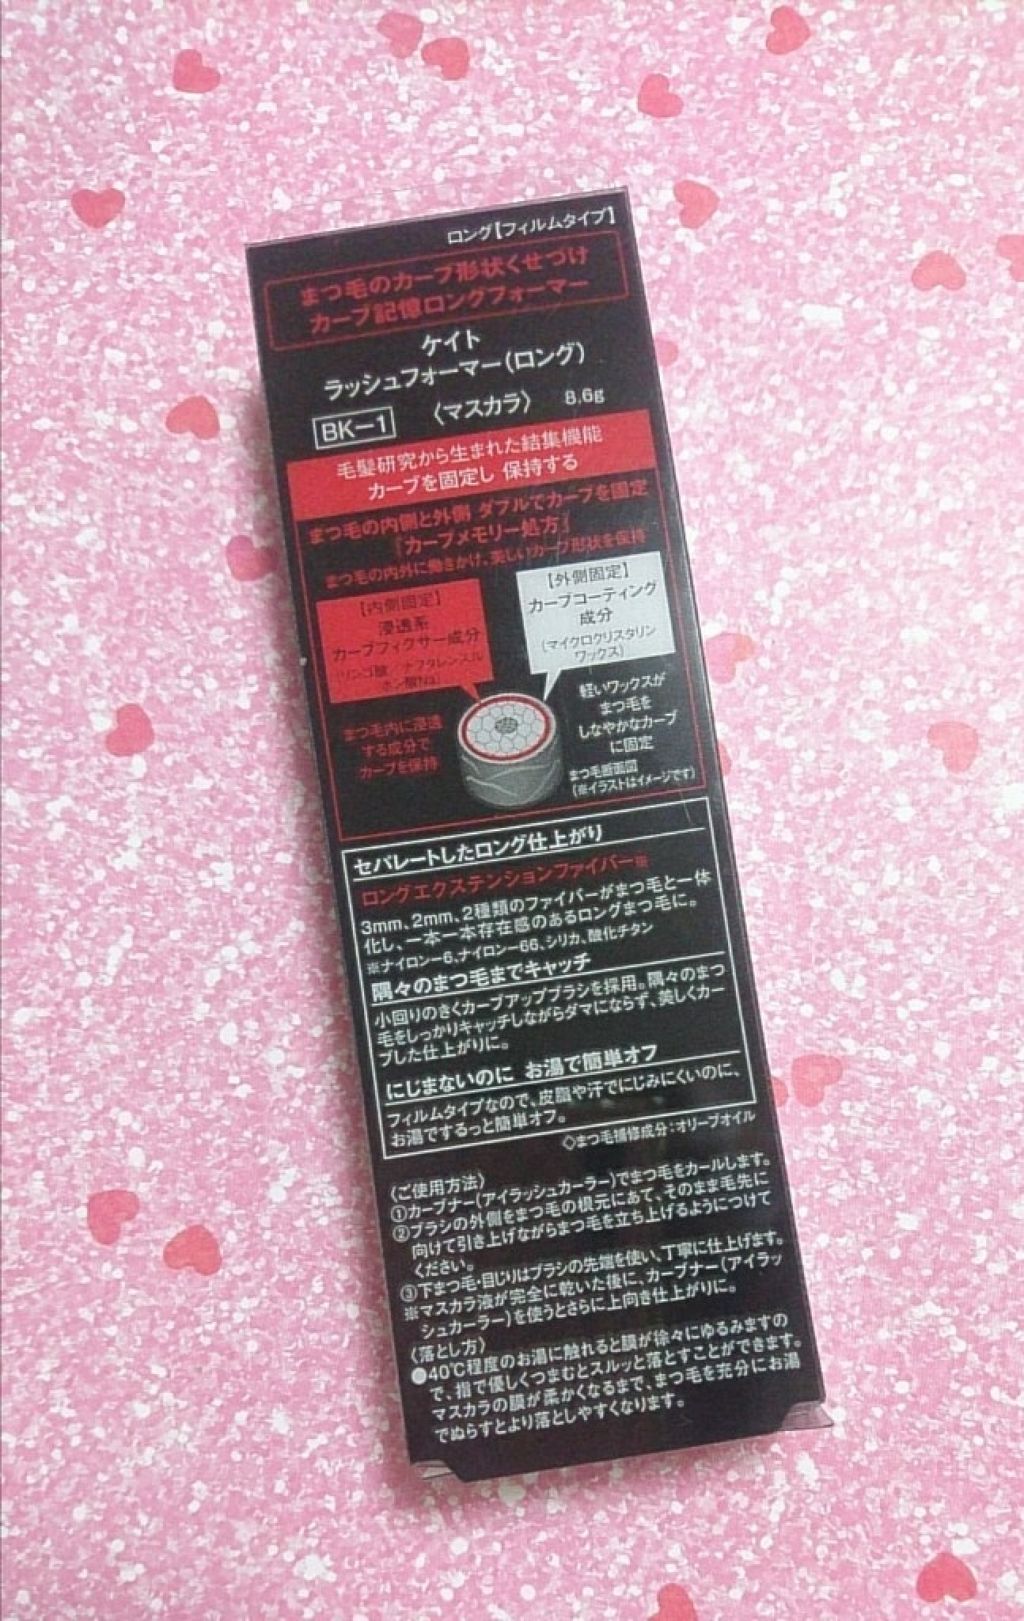 ロング【フィルムタイプ】
まつ毛のカーブ形状くせづけ
カーブ記憶ロングフォーマー
ケイト
ラッシュフォーマー(ロング)
BK-1 〈マスカラ〉 8.6g
毛髪研究から生まれた結集機能
カーブを固定し 保持する
まつ毛の内側と外側 ダブルでカーブを固定
『カーブメモリー処方』
まつ毛の内外に働きかけ、美しいカーブ形状を保持
【内側固定】
浸透系
カーブフィクサー成分
(リンゴ酸／ナフタレンスル
ホン酸Na)
【外側固定】
カーブコーティング
成分
(マイクロクリスタリン
ワックス)
まつ毛内に浸透
する成分で
カーブを保持
軽いワックスが
まつ毛を
しなやかなカーブ
に固定
まつ毛断面図
(※イラストはイメージです)
セパレートしたロング仕上がり
ロングエクステンションファイバー※
3mm、2mm、2種類のファイバーがまつ毛と一体
化し、一本一本存在感のあるロングまつ毛に。
※ナイロン-6、ナイロン-66、シリカ、酸化チタン
隅々のまつ毛までキャッチ
小回りのきくカーブアップブラシを採用。隅々のまつ
毛をしっかりキャッチしながらダマにならず、美しくカー
ブした仕上がりに。
にじまないのに お湯で簡単オフ
フィルムタイプなので、皮脂や汗でにじみにくいのに、
お湯でするっと簡単オフ。
◇まつ毛補修成分：オリーブオイル
〈ご使用方法〉
①カーブナー(アイラッシュカーラー)でまつ毛をカールします。
②ブラシの外側をまつ毛の根元にあて、そのまま毛先に
向けて引き上げながらまつ毛を立ち上げるようにつけて
ください。
③下まつ毛・目じりはブラシの先端を使い、丁寧に仕上げます。
※マスカラ液が完全に乾いた後に、カーブナー(アイラッ
シュカーラー)を使うとさらに上向き仕上がりに。
〈落とし方〉
●40℃程度のお湯に触れると膜が徐々にゆるみますの
で、指で優しくつまむとスルッと落とすことができます。
マスカラの膜が柔かくなるまで、まつ毛を充分にお湯
でぬらすとより落としやすくなります。